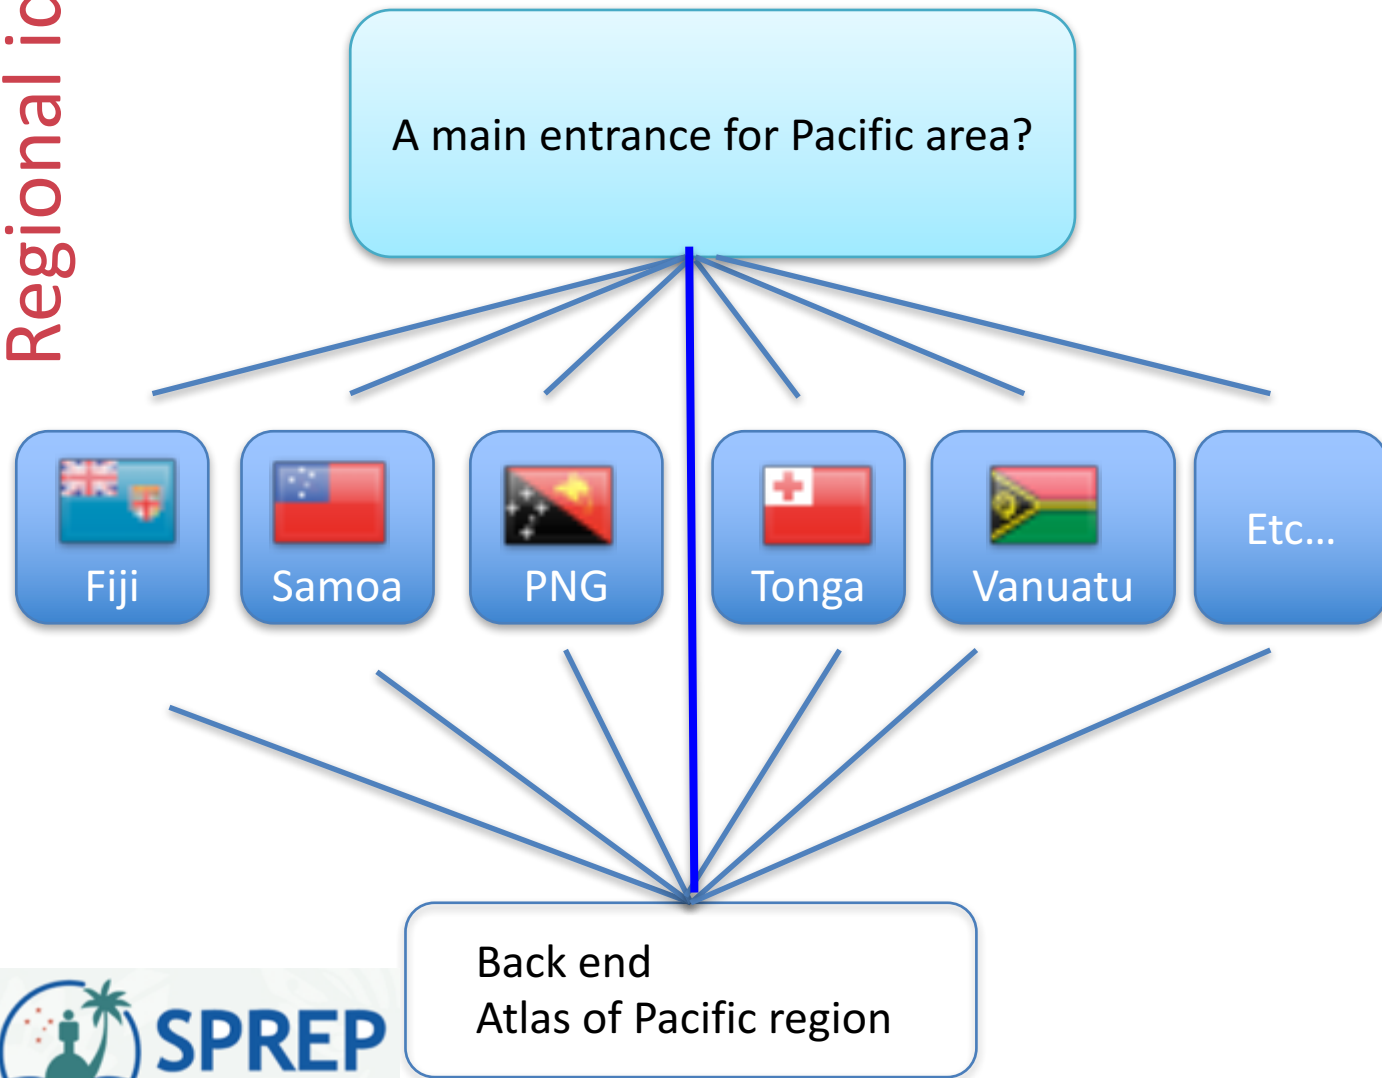 Regional
A main entrance for Pacific area?
Fiji
Samoa
PNG
Tonga
Vanuatu
Etc...
Back end
Atlas of Pacific region
SPREP